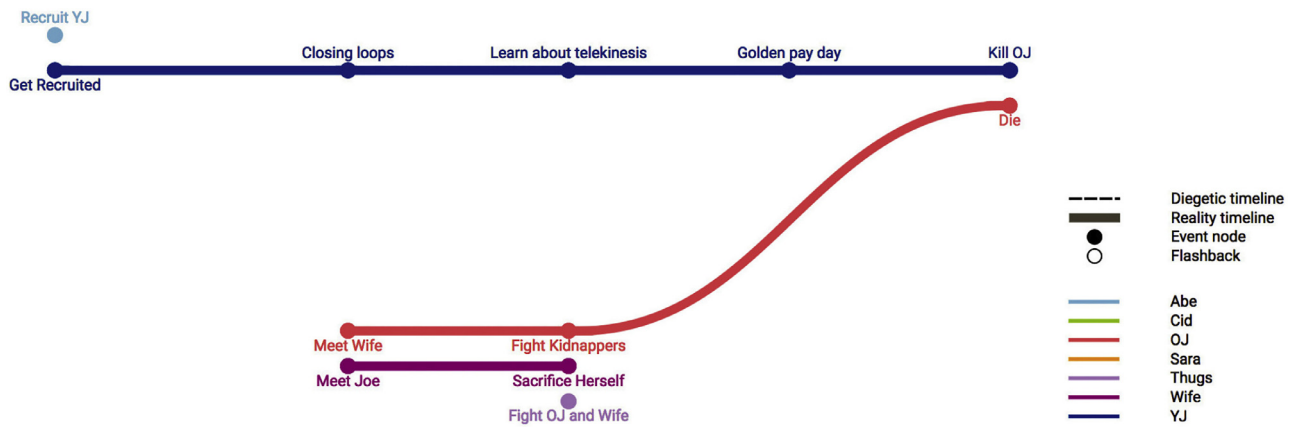 Recruit YJ
Closing loops
Learn about telekinesis
Golden pay day
Kill OJ
Get Recruited
Die
Diegetic timeline
Reality timeline
Event node
Flashback
Abe
Cid
OJ
Sara
Thugs
Wife
YJ
Meet Wife
Fight Kidnappers
Meet Joe
Sacrifice Herself
Fight OJ and Wife